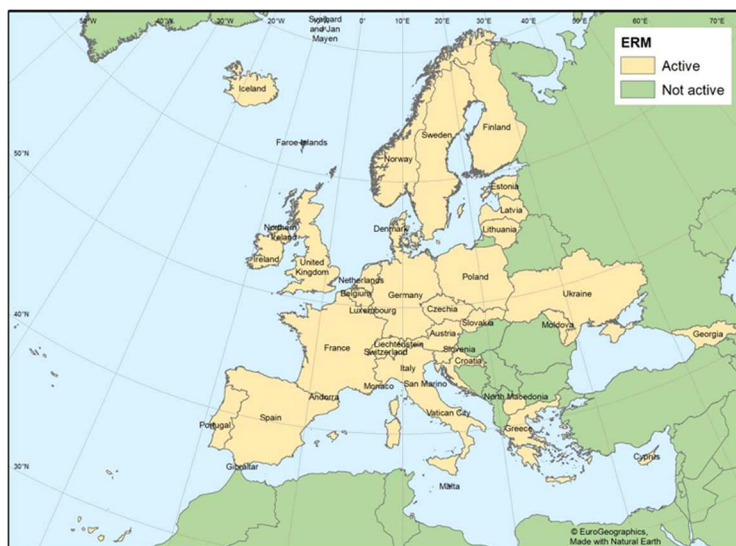 50°W
40°W
30°W
20°W
10°W
0°
10°E
20°E
30°E
40°E
50°E
60°E
70°E
Svalbard
and Jan
Mayen
ERM
Active
Not active
Iceland
Faroe Islands
50°N
Norway
Sweden
Finland
Estonia
Latvia
Lithuania
Denmark
Northern
Ireland
Ireland
United
Kingdom
Netherlands
Belgium
Luxembourg
Germany
Poland
Czechia
Ukraine
40°N
Slovakia
Moldova
Austria
Georgia
France
Liechtenstein
Switzerland
Slovenia
Croatia
Italy
Monaco
San Marino
Andorra
North Macedonia
Vatican City
Portugal
Spain
Greece
Cyprus
30°N
Gibraltar
Malta
© EuroGeographics,
Made with Natural Earth